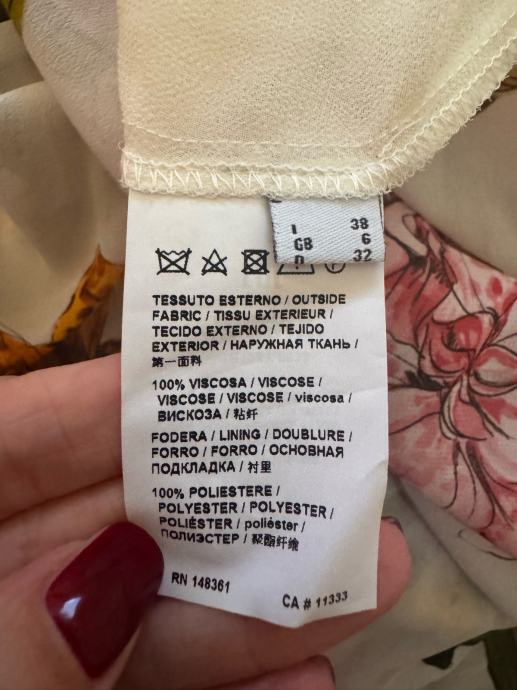 I 38
GB 6
D 32
TESSUTO ESTERNO / OUTSIDE
FABRIC / TISSU EXTERIEUR /
TECIDO EXTERNO / TEJIDO
EXTERIOR / НАРУЖНАЯ ТКАНЬ /
第一面料
100% VISCOSA / VISCOSE /
VISCOSE / VISCOSE / viscosa /
ВИСКОЗА / 粘纤
FODERA / LINING / DOUBLURE /
FORRO / FORRO / ОСНОВНАЯ
ПОДКЛАДКА / 衬里
100% POLIESTERE /
POLYESTER / POLYESTER /
POLIÉSTER / poliéster /
ПОЛИЭСТЕР / 聚酯纤维
RN 148361
CA # 11333